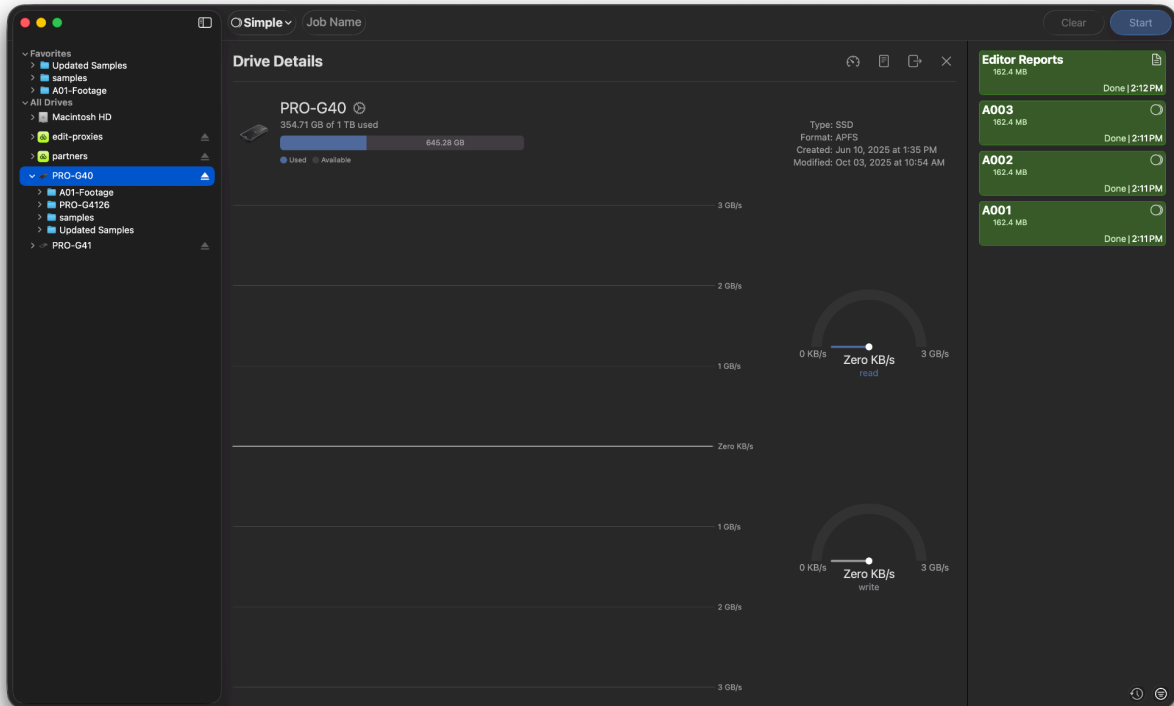 Simple
Job Name
Clear
Start
Favorites
Updated Samples
samples
A01-Footage
All Drives
Macintosh HD
edit-proxies
partners
PRO-G40
A01-Footage
PRO-G4126
samples
Updated Samples
PRO-G41
Drive Details
PRO-G40
354.71 GB of 1 TB used
645.28 GB
Used
Available
Type: SSD
Format: APFS
Created: Jun 10, 2025 at 1:35 PM
Modified: Oct 03, 2025 at 10:54 AM
3 GB/s
2 GB/s
1 GB/s
Zero KB/s
1 GB/s
2 GB/s
3 GB/s
0 KB/s
Zero KB/s
3 GB/s
read
0 KB/s
Zero KB/s
3 GB/s
write
Editor Reports
162.4 MB
Done | 2:12 PM
A003
162.4 MB
Done | 2:11 PM
A002
162.4 MB
Done | 2:11 PM
A001
162.4 MB
Done | 2:11 PM